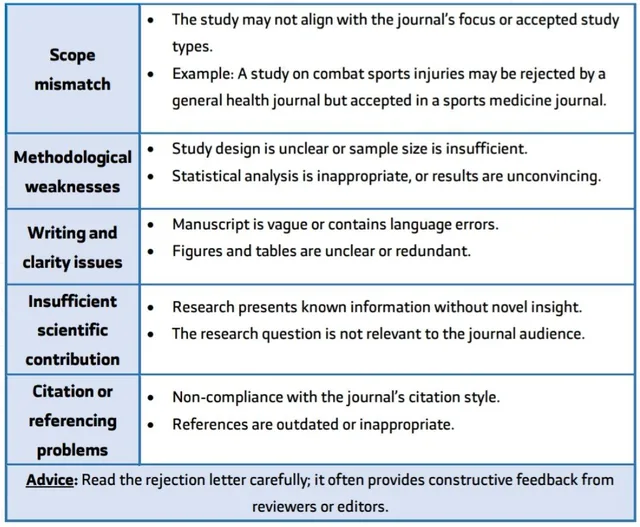 Scope
mismatch
• The study may not align with the journal's focus or accepted study
types.
• Example: A study on combat sports injuries may be rejected by a
general health journal but accepted in a sports medicine journal.
Methodological
weaknesses
• Study design is unclear or sample size is insufficient.
• Statistical analysis is inappropriate, or results are unconvincing.
Writing and
clarity issues
• Manuscript is vague or contains language errors.
• Figures and tables are unclear or redundant.
Insufficient
scientific
contribution
• Research presents known information without novel insight.
• The research question is not relevant to the journal audience.
Citation or
referencing
problems
• Non-compliance with the journal's citation style.
• References are outdated or inappropriate.
Advice: Read the rejection letter carefully; it often provides constructive feedback from
reviewers or editors.